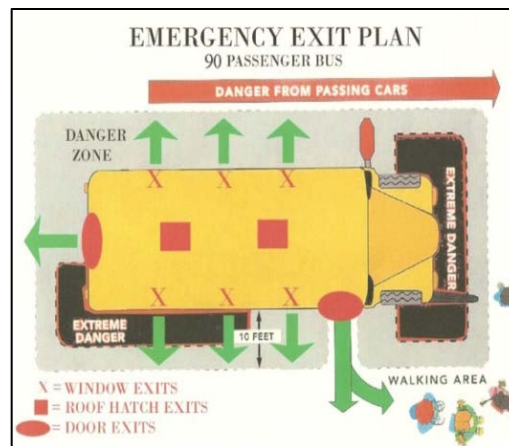 EMERGENCY EXIT PLAN
90 PASSENGER BUS
DANGER FROM PASSING CARS
DANGER
ZONE
X X X
EXTREME DANGER
X X X
EXTREME
DANGER
10 FEET
WALKING AREA
X = WINDOW EXITS
= ROOF HATCH EXITS
= DOOR EXITS